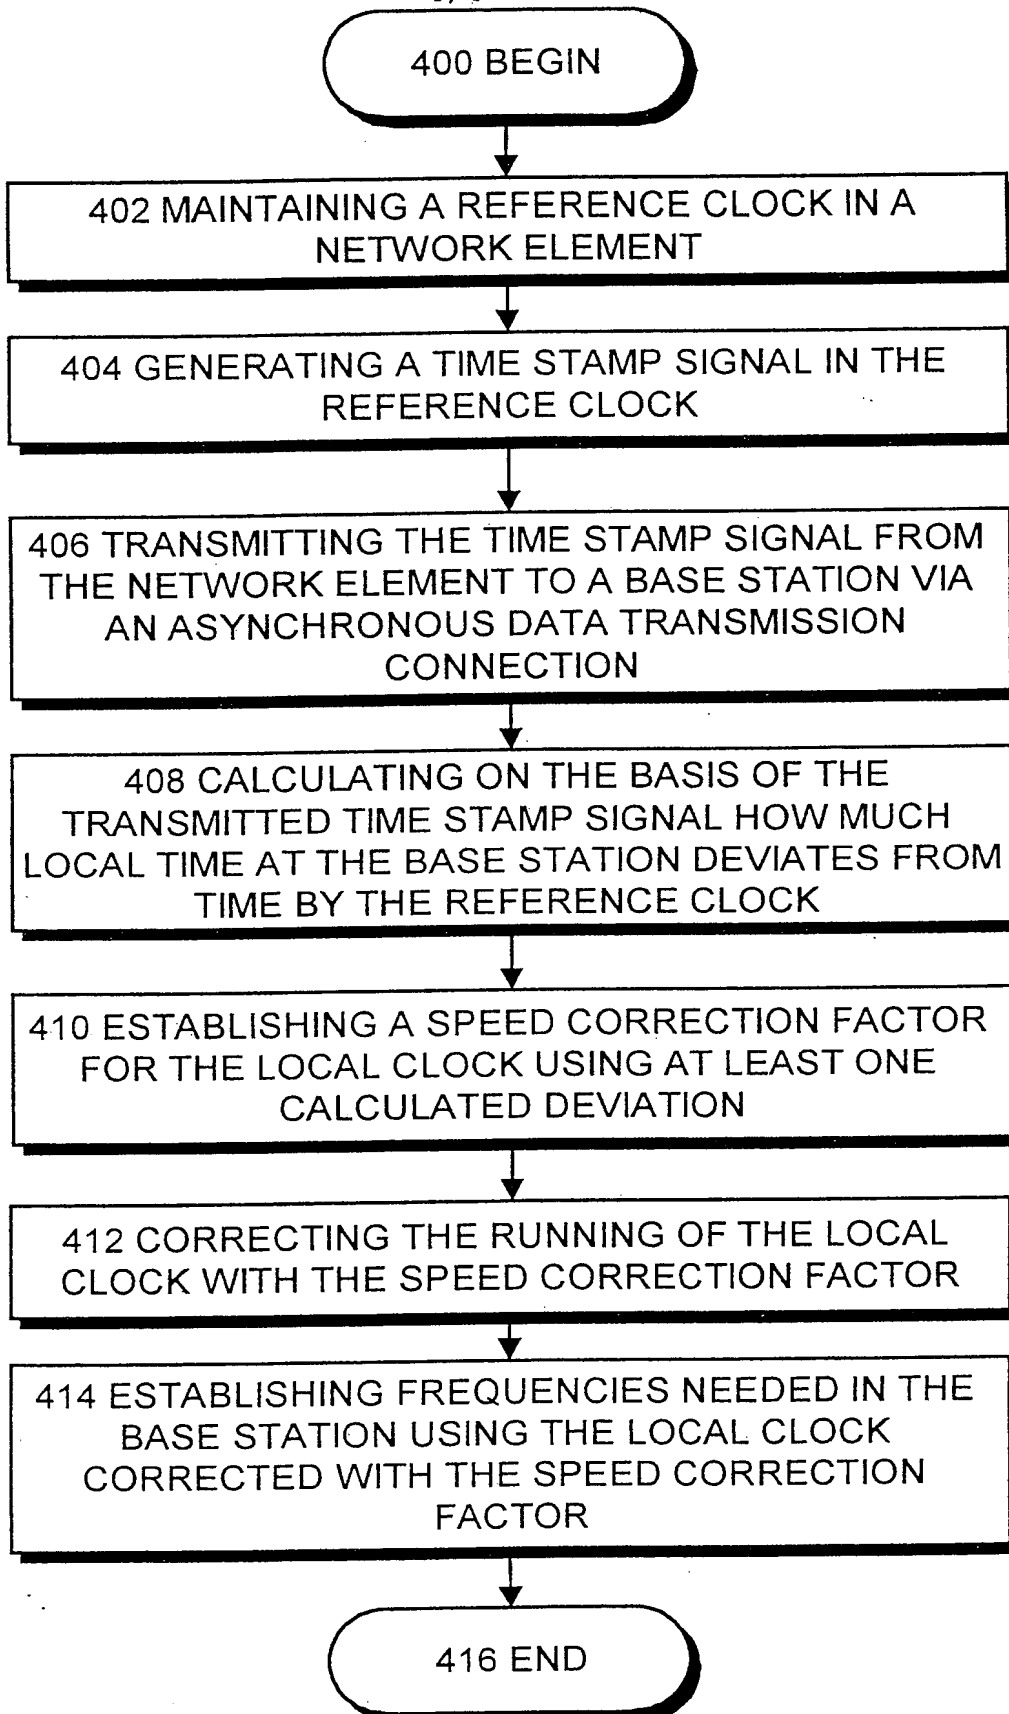 400 BEGIN
402 MAINTAINING A REFERENCE CLOCK IN A
NETWORK ELEMENT
404 GENERATING A TIME STAMP SIGNAL IN THE
REFERENCE CLOCK
406 TRANSMITTING THE TIME STAMP SIGNAL FROM
THE NETWORK ELEMENT TO A BASE STATION VIA
AN ASYNCHRONOUS DATA TRANSMISSION
CONNECTION
408 CALCULATING ON THE BASIS OF THE
TRANSMITTED TIME STAMP SIGNAL HOW MUCH
LOCAL TIME AT THE BASE STATION DEVIATES FROM
TIME BY THE REFERENCE CLOCK
410 ESTABLISHING A SPEED CORRECTION FACTOR
FOR THE LOCAL CLOCK USING AT LEAST ONE
CALCULATED DEVIATION
412 CORRECTING THE RUNNING OF THE LOCAL
CLOCK WITH THE SPEED CORRECTION FACTOR
414 ESTABLISHING FREQUENCIES NEEDED IN THE
BASE STATION USING THE LOCAL CLOCK
CORRECTED WITH THE SPEED CORRECTION
FACTOR
416 END